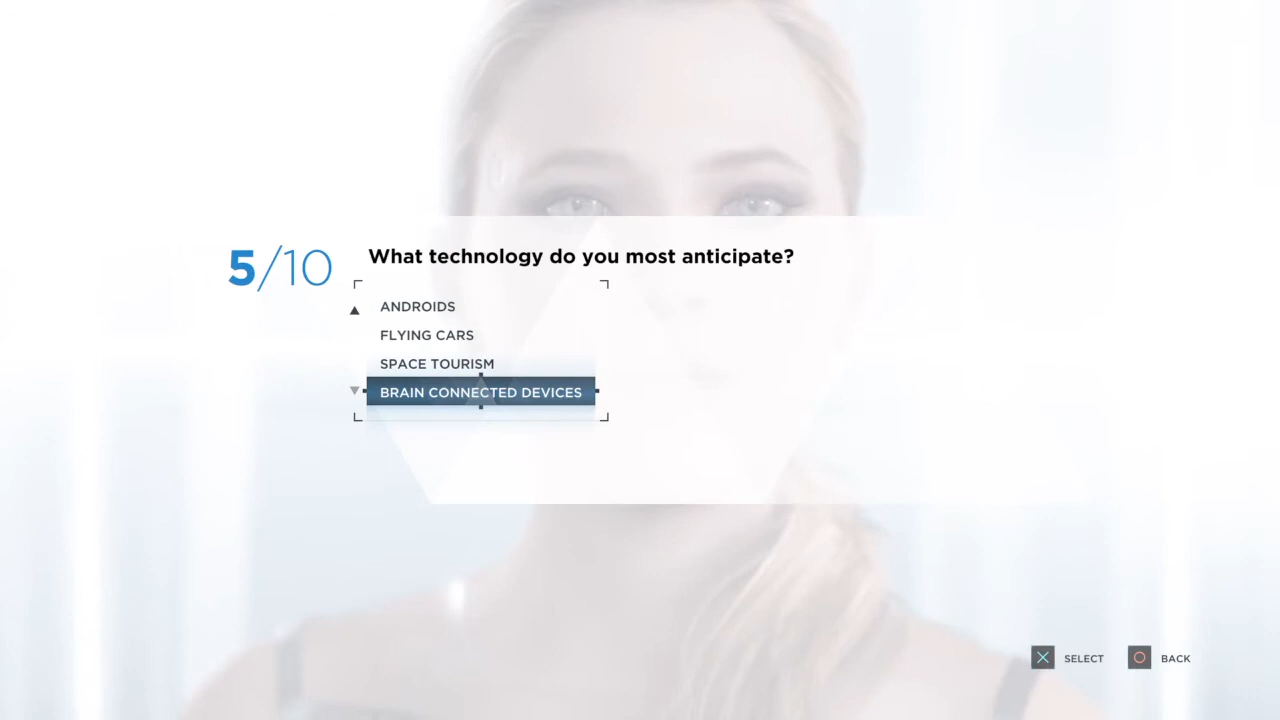 5/10
What technology do you most anticipate?
ANDROIDS
FLYING CARS
SPACE TOURISM
BRAIN CONNECTED DEVICES
SELECT
BACK